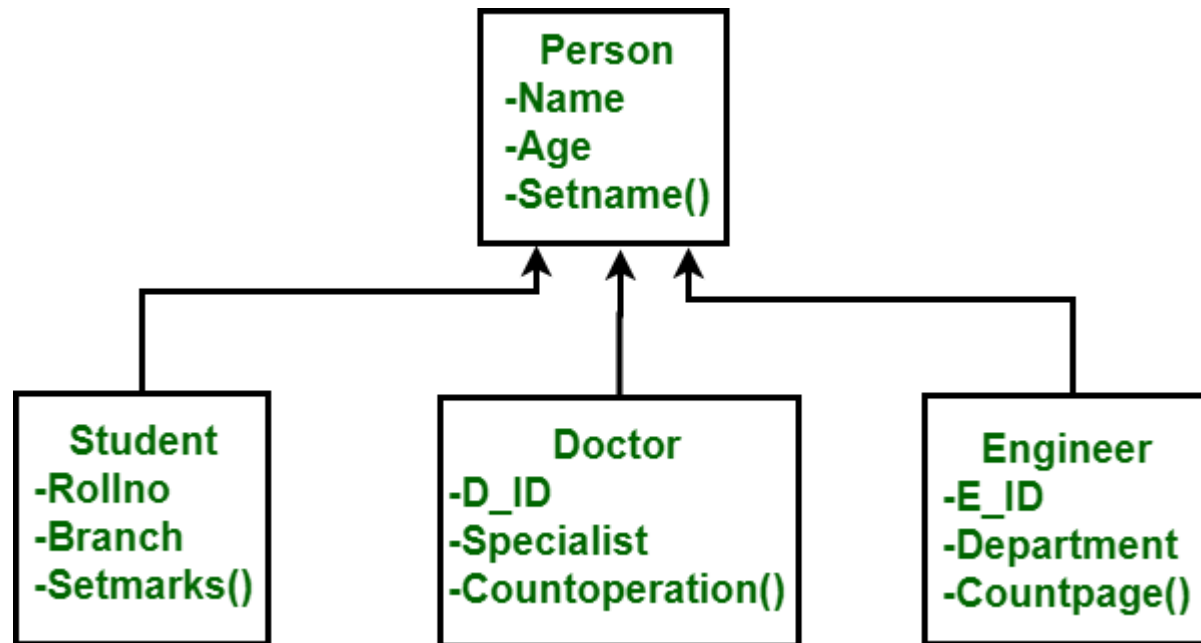 Person
-Name
-Age
-Setname()
Student
-Rollno
-Branch
-Setmarks()
Doctor
-D_ID
-Specialist
-Countoperation()
Engineer
-E_ID
-Department
-Countpage()